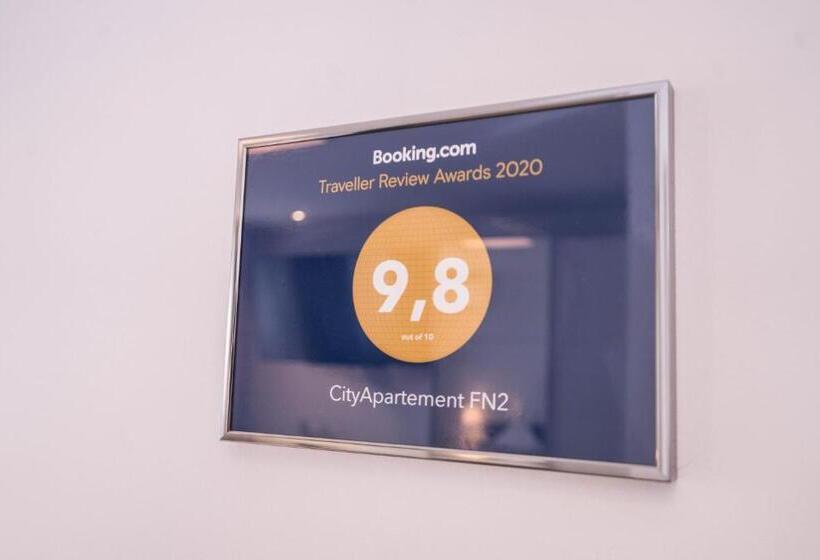 Booking.com
Traveller Review Awards 2020
9,8
out of 10
CityApartement FN2